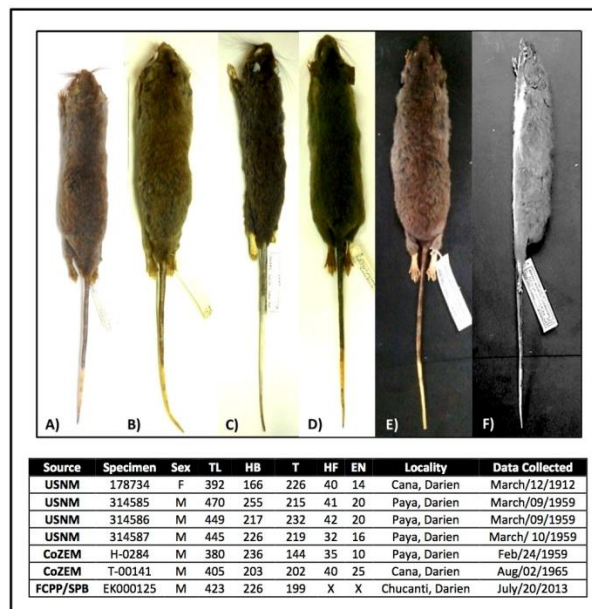 A) B) C) D) E) F)
Source Specimen Sex TL HB T HF EN Locality Data Collected
USNM 178734 F 392 166 226 40 14 Cana, Darien March/12/1912
USNM 314585 M 470 255 215 41 20 Paya, Darien March/09/1959
USNM 314586 M 449 217 232 42 20 Paya, Darien March/09/1959
USNM 314587 M 445 226 219 32 16 Paya, Darien March/ 10/1959
CoZEM H-0284 M 380 236 144 35 10 Paya, Darien Feb/24/1959
CoZEM T-00141 M 405 203 202 40 25 Cana, Darien Aug/02/1965
FCPP/SPB EK000125 M 423 226 199 X X Chucanti, Darien July/20/2013